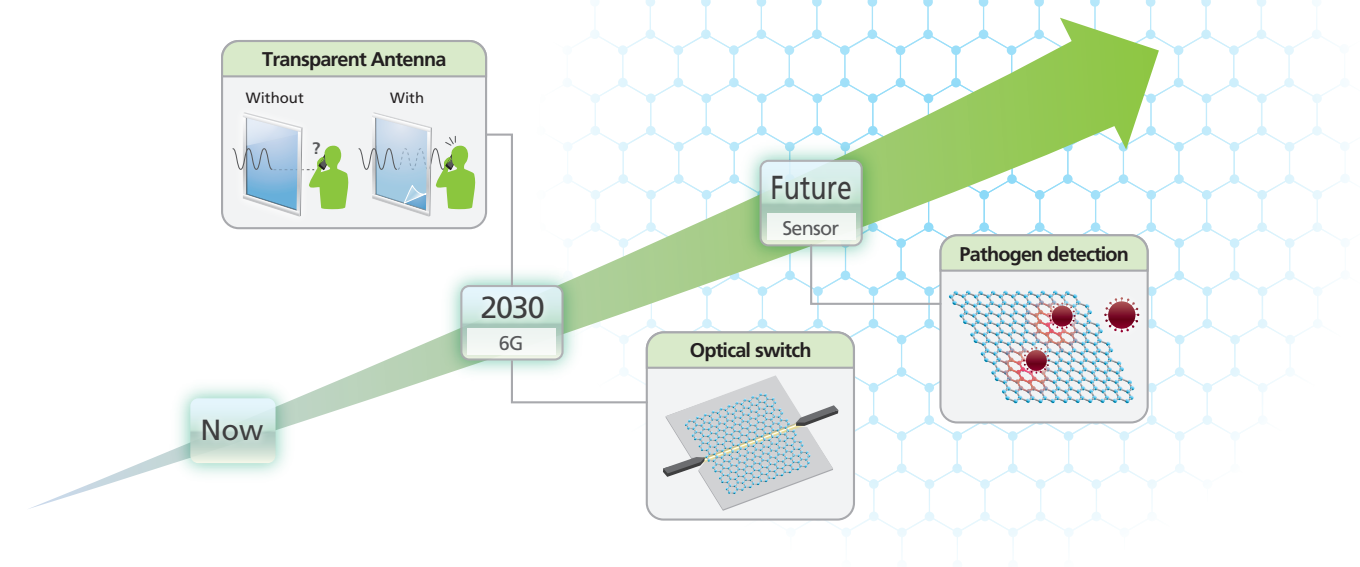 Transparent Antenna
Without
With
?
Now
2030
6G
Optical switch
Future
Sensor
Pathogen detection